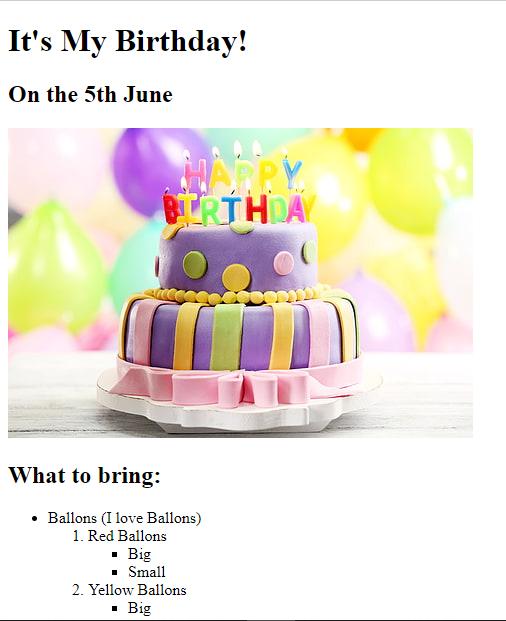 It's My Birthday!
On the 5th June
HAPPY
BIRTHDAY
What to bring:
Ballons (I love Ballons)
1. Red Ballons
Big
Small
2. Yellow Ballons
Big